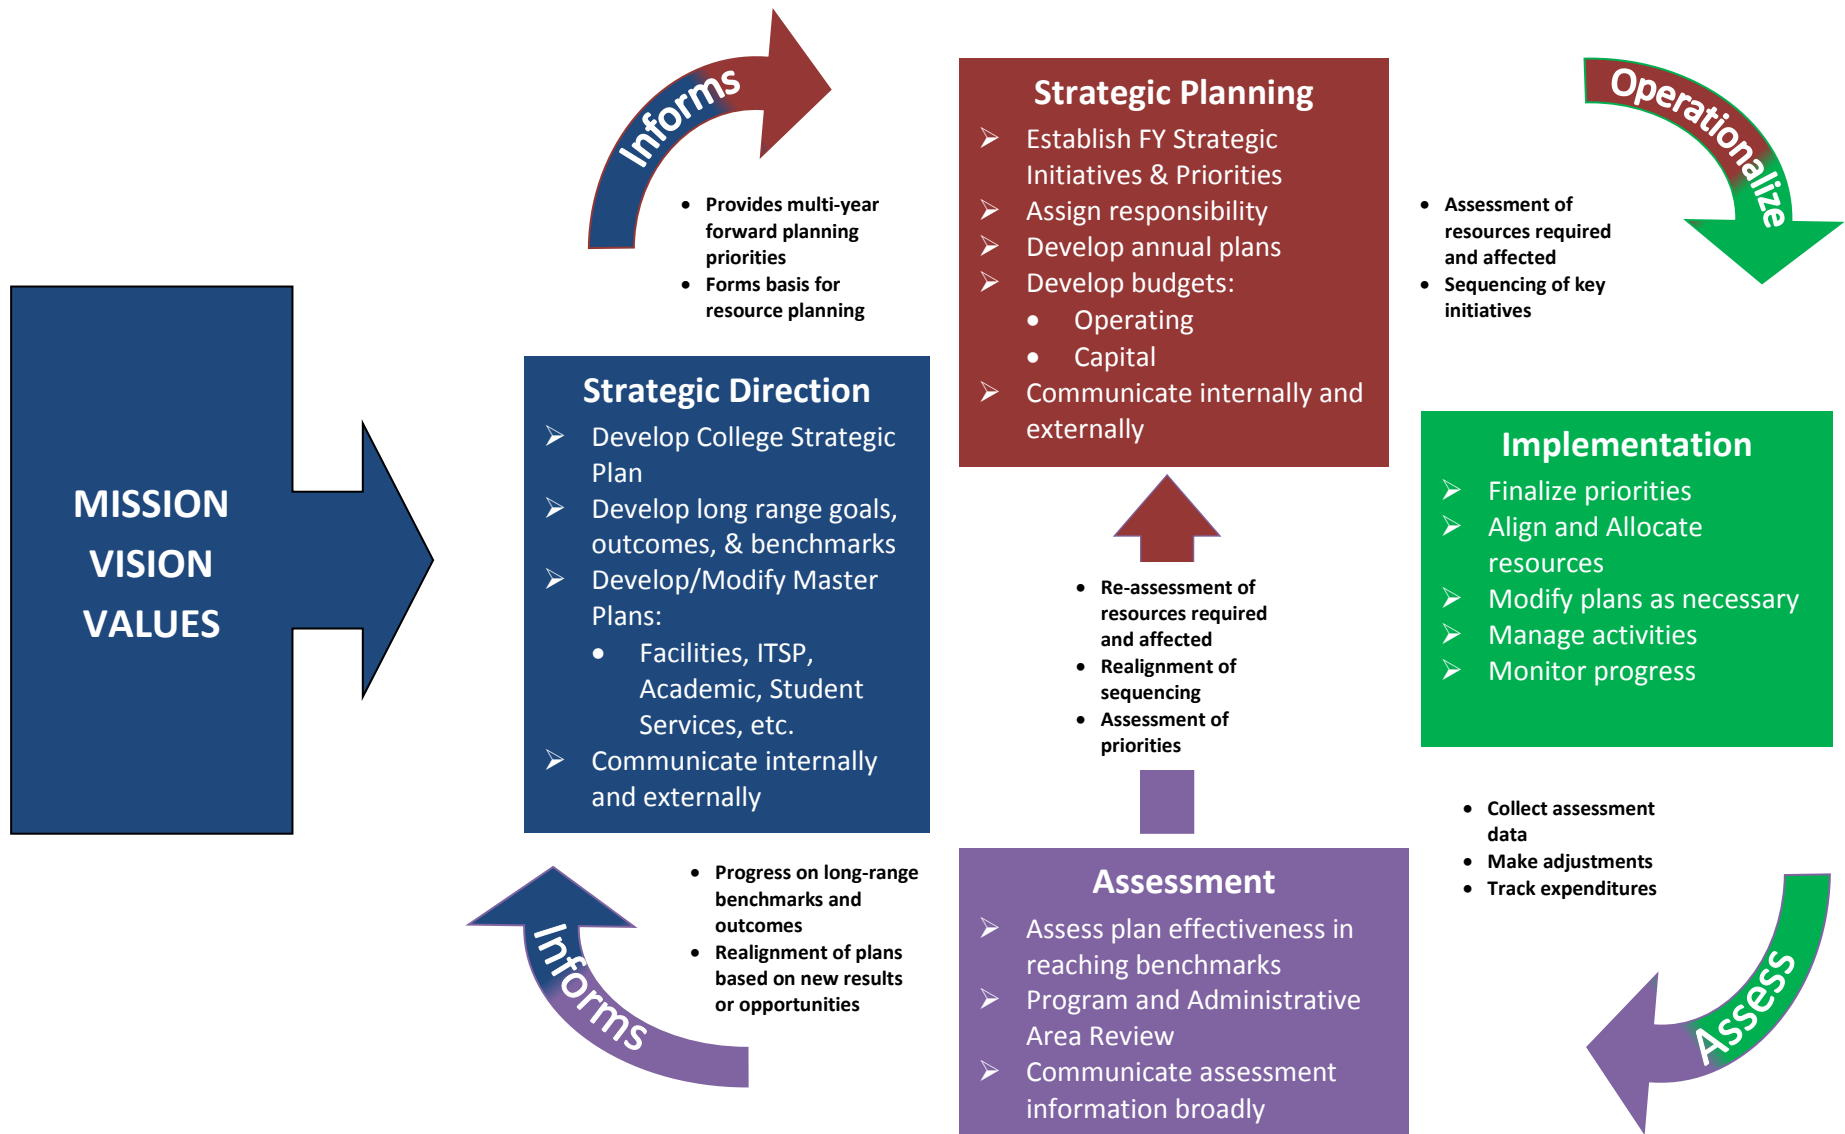 MISSION
VISION
VALUES
Informs
• Provides multi-year
forward planning
priorities
• Forms basis for
resource planning
Strategic Direction
➢ Develop College Strategic
Plan
➢ Develop long range goals,
outcomes, & benchmarks
➢ Develop/Modify Master
Plans:
• Facilities, ITSP,
Academic, Student
Services, etc.
➢ Communicate internally
and externally
Strategic Planning
➢ Establish FY Strategic
Initiatives & Priorities
➢ Assign responsibility
➢ Develop annual plans
➢ Develop budgets:
• Operating
• Capital
➢ Communicate internally and
externally
Operationalize
• Assessment of
resources required
and affected
• Sequencing of key
initiatives
Implementation
➢ Finalize priorities
➢ Align and Allocate
resources
➢ Modify plans as necessary
➢ Manage activities
➢ Monitor progress
• Collect assessment
data
• Make adjustments
• Track expenditures
Assess
• Re-assessment of
resources required
and affected
• Realignment of
sequencing
• Assessment of
priorities
Assessment
➢ Assess plan effectiveness in
reaching benchmarks
➢ Program and Administrative
Area Review
➢ Communicate assessment
information broadly
• Progress on long-range
benchmarks and
outcomes
• Realignment of plans
based on new results
or opportunities
Informs